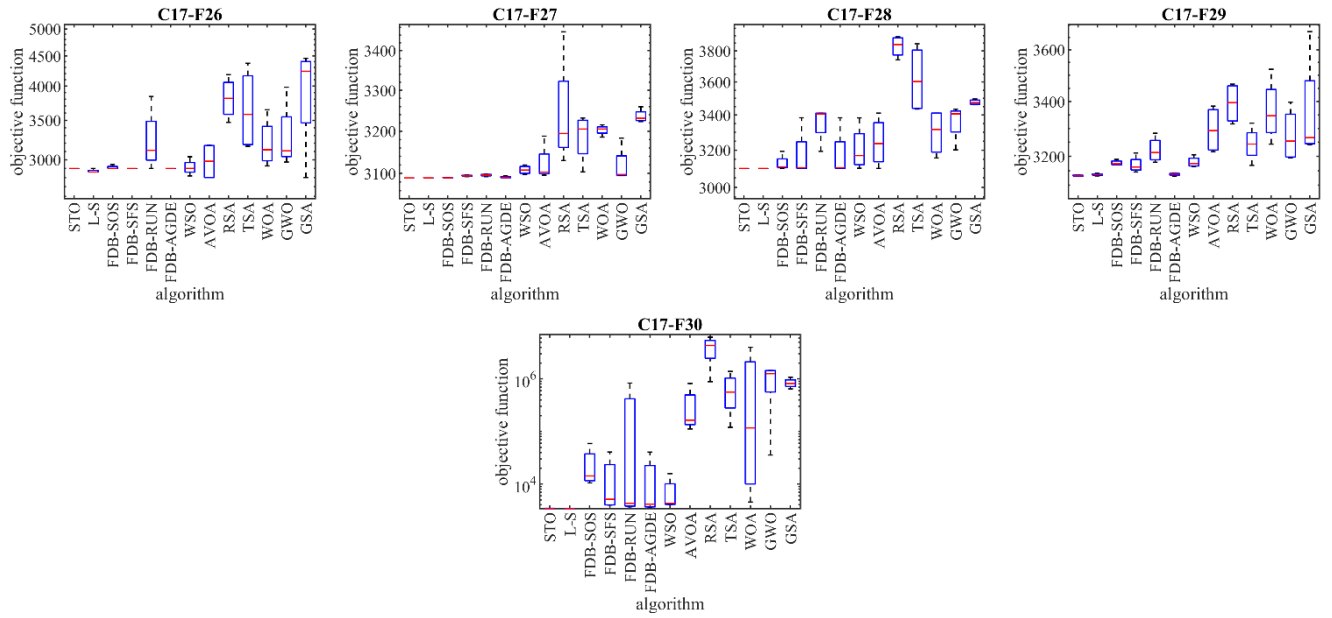 C17-F26
objective function
5000
4500
4000
3500
3000
STO
L-S
FDB-SOS
FDB-SFS
FDB-RUN
FDB-AGDE
WSO
AVOA
RSA
TSA
WOA
GWO
GSA
algorithm
C17-F27
objective function
3400
3300
3200
3100
STO
L-S
FDB-SOS
FDB-SFS
FDB-RUN
FDB-AGDE
WSO
AVOA
RSA
TSA
WOA
GWO
GSA
algorithm
C17-F28
objective function
3800
3600
3400
3200
3000
STO
L-S
FDB-SOS
FDB-SFS
FDB-RUN
FDB-AGDE
WSO
AVOA
RSA
TSA
WOA
GWO
GSA
algorithm
C17-F29
objective function
3600
3400
3200
STO
L-S
FDB-SOS
FDB-SFS
FDB-RUN
FDB-AGDE
WSO
AVOA
RSA
TSA
WOA
GWO
GSA
algorithm
C17-F30
objective function
10^6
10^4
STO
L-S
FDB-SOS
FDB-SFS
FDB-RUN
FDB-AGDE
WSO
AVOA
RSA
TSA
WOA
GWO
GSA
algorithm